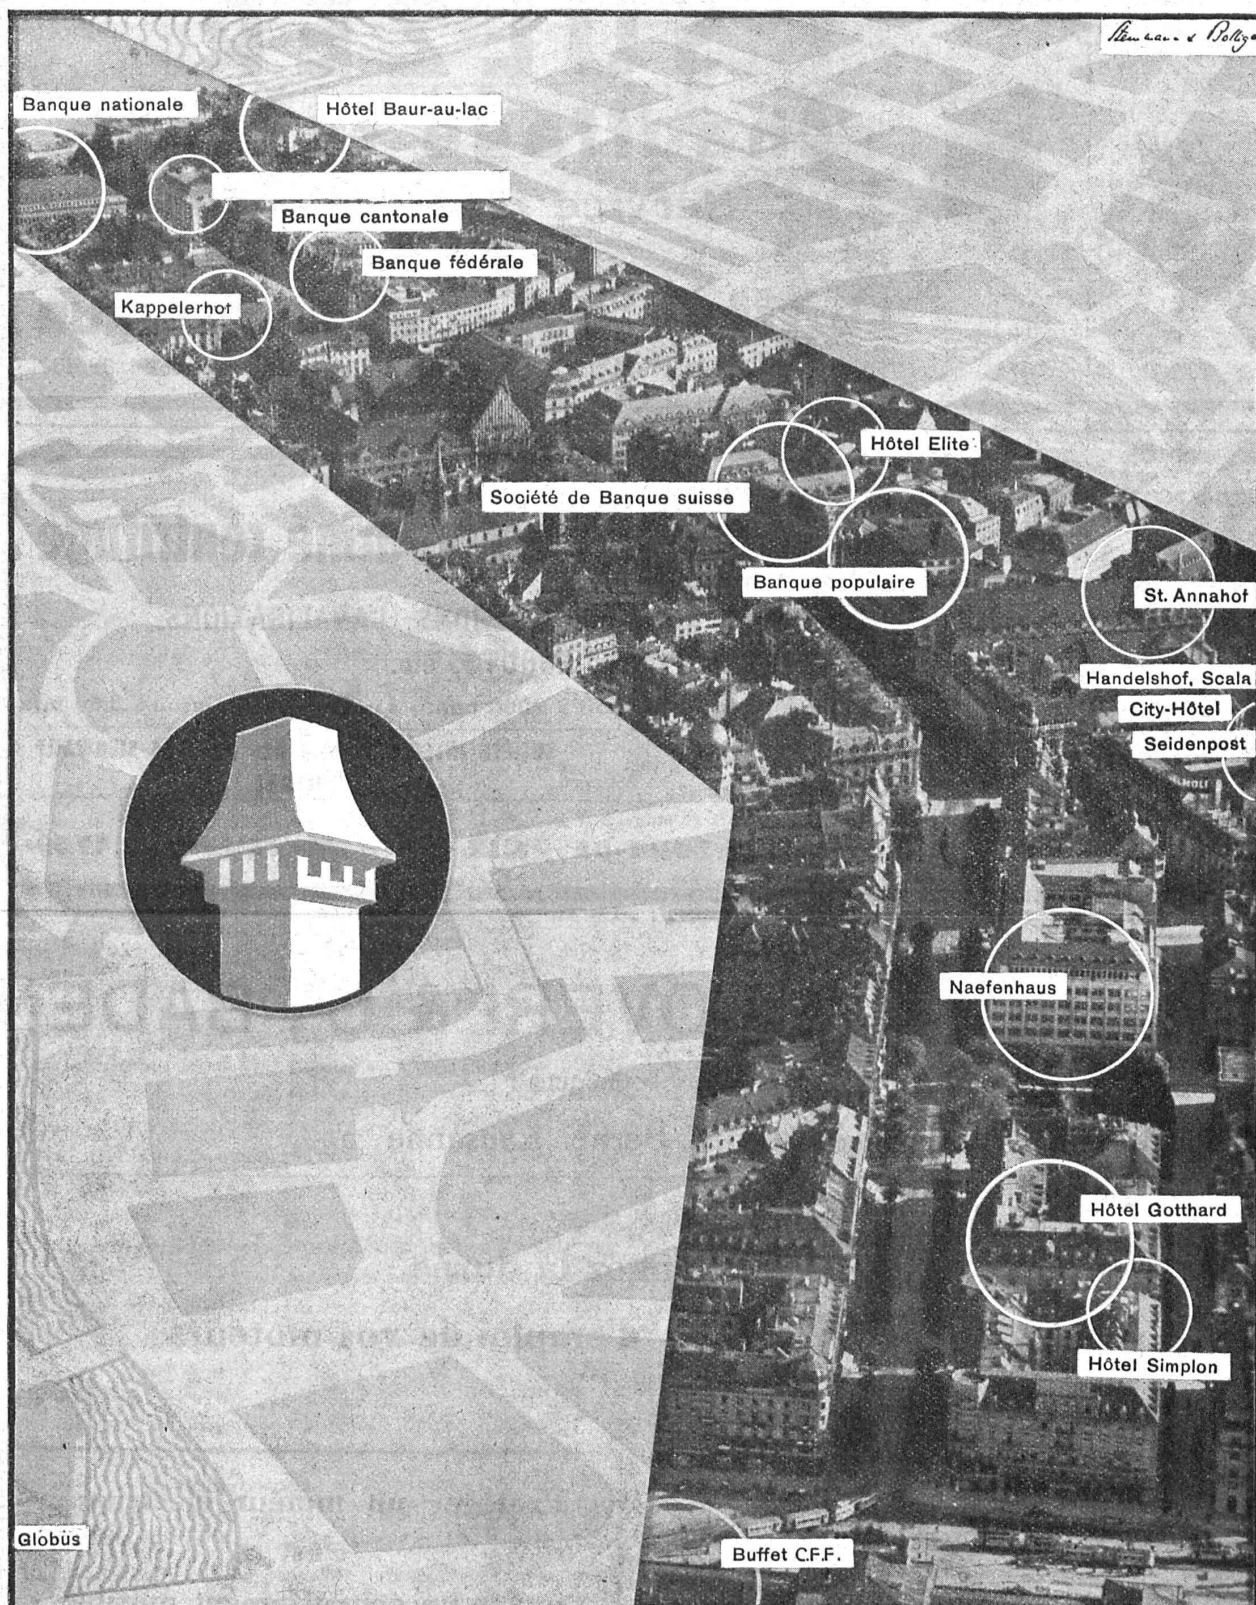 Banque nationale
Hôtel Baur-au-lac
Banque cantonale
Banque fédérale
Kappelerhof
Hôtel Elite
Société de Banque suisse
Banque populaire
St. Annahof
Handelshof, Scala
City-Hôtel
Seidenpost
Naefenhaus
Hôtel Gotthard
Hôtel Simplon
Globus
Buffet C.F.F.